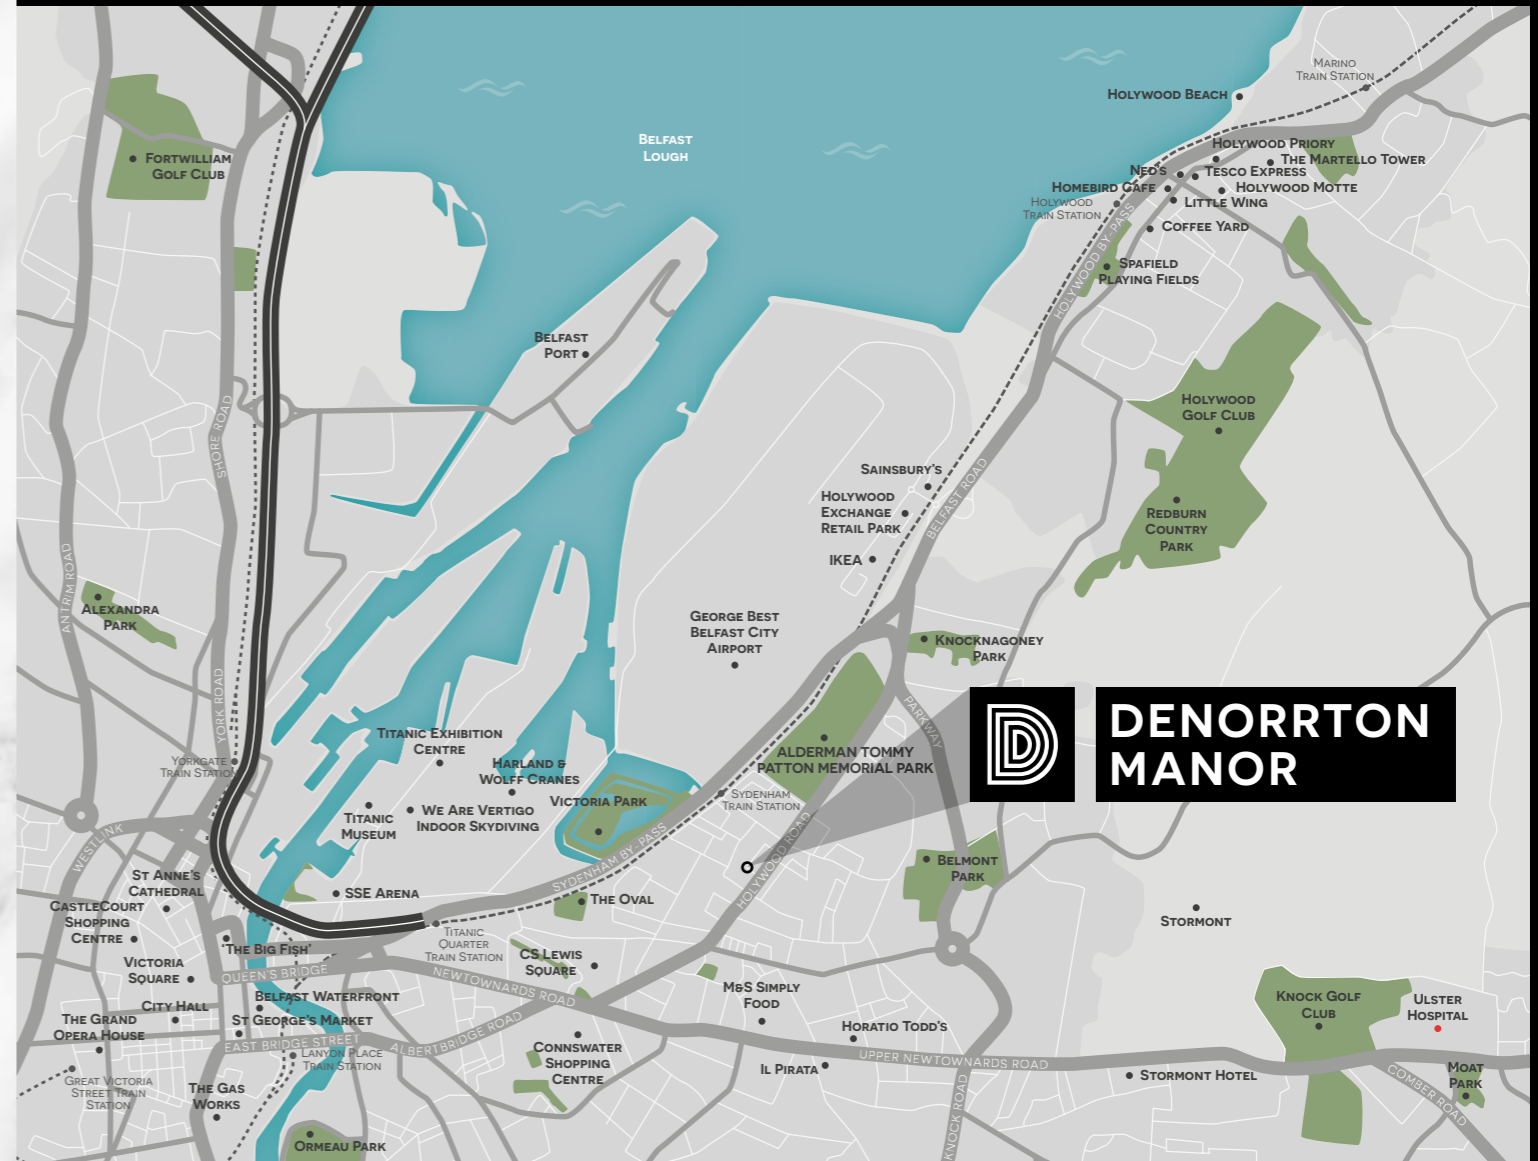 Marino
Train Station
Holywood Beach
Belfast
Lough
Holywood Priory
The Martello Tower
Fortwilliam
Golf Club
Ned's
Tesco Express
Homebird Cafe
Holywood Motte
Holywood
Train Station
Little Wing
Coffee Yard
Holywood By-Pass
Spafield
Playing Fields
Belfast
Port
Holywood
Golf Club
Shore Road
Sainsbury's
Holywood
Exchange
Retail Park
Belfast Road
Redburn
Country
Park
IKEA
Antrim Road
Alexandra
Park
George Best
Belfast City
Airport
Knocknagoney
Park
York Road
Parkway
DENORRTON
MANOR
Titanic Exhibition
Centre
Alderman Tommy
Patton Memorial Park
Yorkgate
Train Station
Harland &
Wolff Cranes
Victoria Park
Sydenham
Train Station
Titanic
Museum
We Are Vertigo
Indoor Skydiving
Westlink
Sydenham By-Pass
Holywood Road
Belmont
Park
St Anne's
Cathedral
SSE Arena
The Oval
CastleCourt
Shopping
Centre
Stormont
'The Big Fish'
Titanic
Quarter
Train Station
CS Lewis
Square
Victoria
Square
Queen's Bridge
Newtownards Road
M&S Simply
Food
Belfast Waterfront
City Hall
Knock Golf
Club
Ulster
Hospital
The Grand
Opera House
St George's Market
Albertbridge Road
Horatio Todd's
East Bridge Street
Lanyon Place
Train Station
Connswater
Shopping
Centre
Upper Newtownards Road
Il Pirata
Stormont Hotel
Moat
Park
Great Victoria
Street Train
Station
The Gas
Works
Comber Road
Knock Road
Ormeau Park